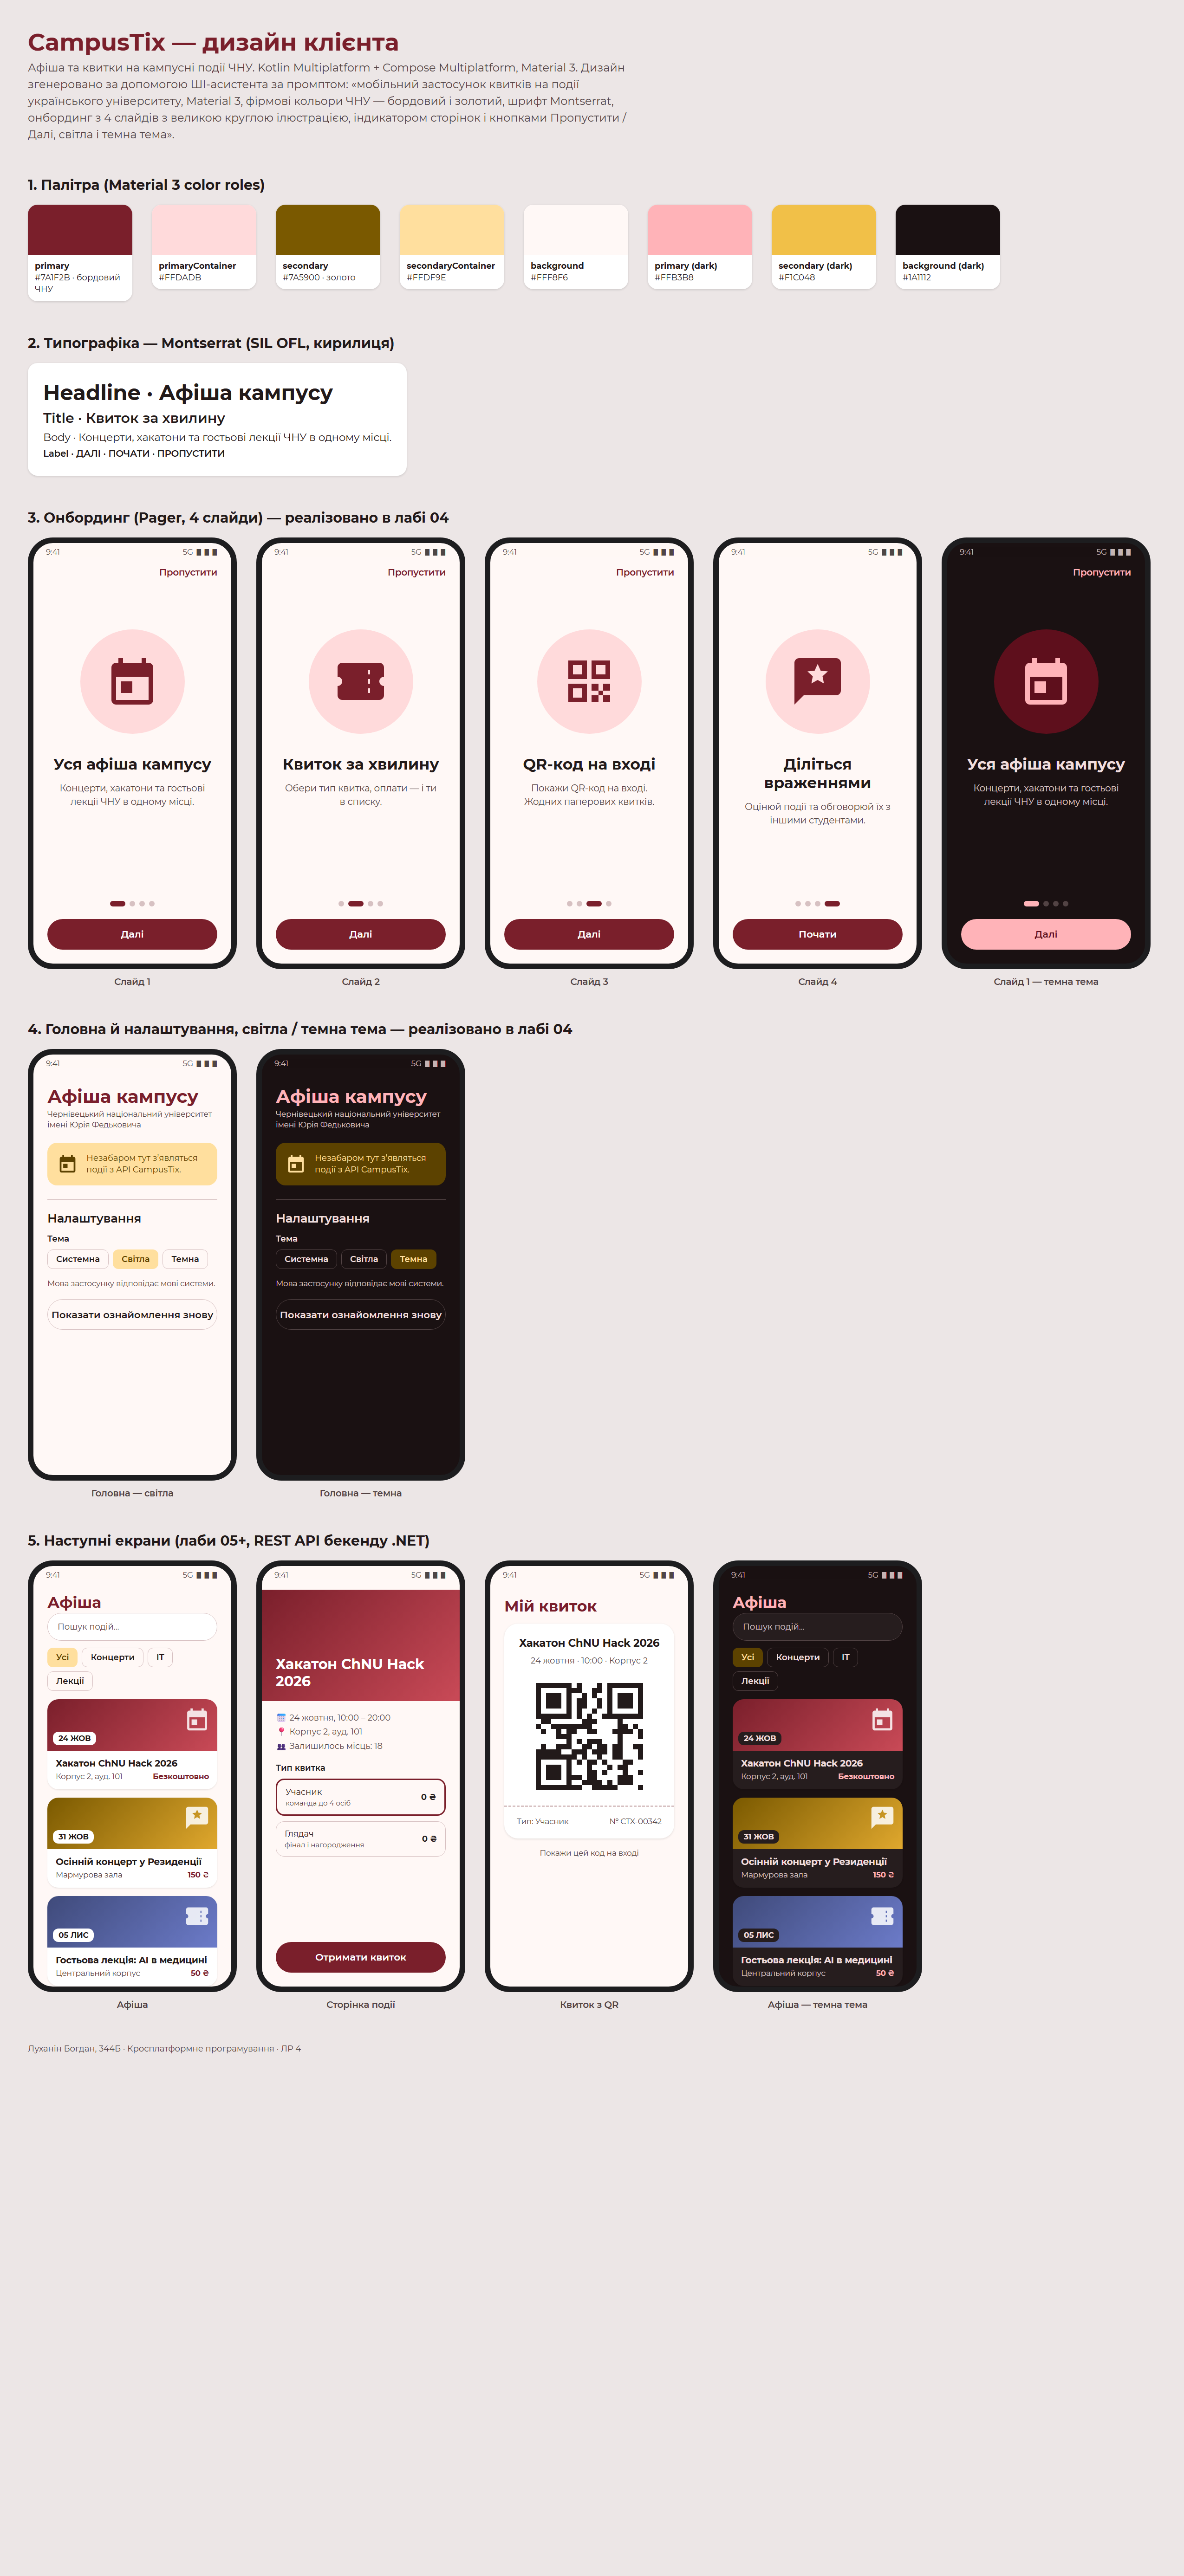 CampusTix — дизайн клієнта
Афіша та квитки на кампусні події ЧНУ. Kotlin Multiplatform + Compose Multiplatform, Material 3. Дизайн
згенеровано за допомогою ШІ-асистента за промптом: «мобільний застосунок квитків на події
українського університету, Material 3, фірмові кольори ЧНУ — бордовий і золотий, шрифт Montserrat,
онбординг з 4 слайдів з великою круглою ілюстрацією, індикатором сторінок і кнопками Пропустити /
Далі, світла і темна тема».
1. Палітра (Material 3 color roles)
primary
#7A1F2B · бордовий
ЧНУ
primaryContainer
#FFDADB
secondary
#7A5900 · золото
secondaryContainer
#FFDF9E
background
#FFF8F6
primary (dark)
#FFB3B8
secondary (dark)
#F1C048
background (dark)
#1A1112
2. Типографіка — Montserrat (SIL OFL, кирилиця)
Headline · Афіша кампусу
Title · Квиток за хвилину
Body · Концерти, хакатони та гостьові лекції ЧНУ в одному місці.
Label · ДАЛІ · ПОЧАТИ · ПРОПУСТИТИ
3. Онбординг (Pager, 4 слайди) — реалізовано в лабі 04
9:41
5G
Пропустити
Уся афіша кампусу
Концерти, хакатони та гостьові
лекції ЧНУ в одному місці.
Далі
Слайд 1
9:41
5G
Пропустити
Квиток за хвилину
Обери тип квитка, оплати — і ти
в списку.
Далі
Слайд 2
9:41
5G
Пропустити
QR-код на вході
Покажи QR-код на вході.
Жодних паперових квитків.
Далі
Слайд 3
9:41
5G
Діліться
враженнями
Оцінюй події та обговорюй їх з
іншими студентами.
Почати
Слайд 4
9:41
5G
Пропустити
Уся афіша кампусу
Концерти, хакатони та гостьові
лекції ЧНУ в одному місці.
Далі
Слайд 1 — темна тема
4. Головна й налаштування, світла / темна тема — реалізовано в лабі 04
9:41
5G
Афіша кампусу
Чернівецький національний університет
імені Юрія Федьковича
Незабаром тут з’являться
події з API CampusTix.
Налаштування
Тема
Системна
Світла
Темна
Мова застосунку відповідає мові системи.
Показати ознайомлення знову
Головна — світла
9:41
5G
Афіша кампусу
Чернівецький національний університет
імені Юрія Федьковича
Незабаром тут з’являться
події з API CampusTix.
Налаштування
Тема
Системна
Світла
Темна
Мова застосунку відповідає мові системи.
Показати ознайомлення знову
Головна — темна
5. Наступні екрани (лаби 05+, REST API бекенду .NET)
9:41
5G
Афіша
Пошук подій...
Усі
Концерти
ІТ
Лекції
24 ЖОВ
Хакатон ChNU Hack 2026
Корпус 2, ауд. 101
Безкоштовно
31 ЖОВ
Осінній концерт у Резиденції
Мармурова зала
150 ₴
05 ЛИС
Гостьова лекція: AI в медицині
Центральний корпус
50 ₴
Афіша
9:41
5G
Хакатон ChNU Hack
2026
24 жовтня, 10:00 – 20:00
Корпус 2, ауд. 101
Залишилось місць: 18
Тип квитка
Учасник
команда до 4 осіб
0 ₴
Глядач
фінал і нагородження
0 ₴
Отримати квиток
Сторінка події
9:41
5G
Мій квиток
Хакатон ChNU Hack 2026
24 жовтня · 10:00 · Корпус 2
Тип: Учасник
№ CTX-00342
Покажи цей код на вході
Квиток з QR
9:41
5G
Афіша
Пошук подій...
Усі
Концерти
ІТ
Лекції
24 ЖОВ
Хакатон ChNU Hack 2026
Корпус 2, ауд. 101
Безкоштовно
31 ЖОВ
Осінній концерт у Резиденції
Мармурова зала
150 ₴
05 ЛИС
Гостьова лекція: AI в медицині
Центральний корпус
50 ₴
Афіша — темна тема
Луханін Богдан, 344Б · Кросплатформне програмування · ЛР 4